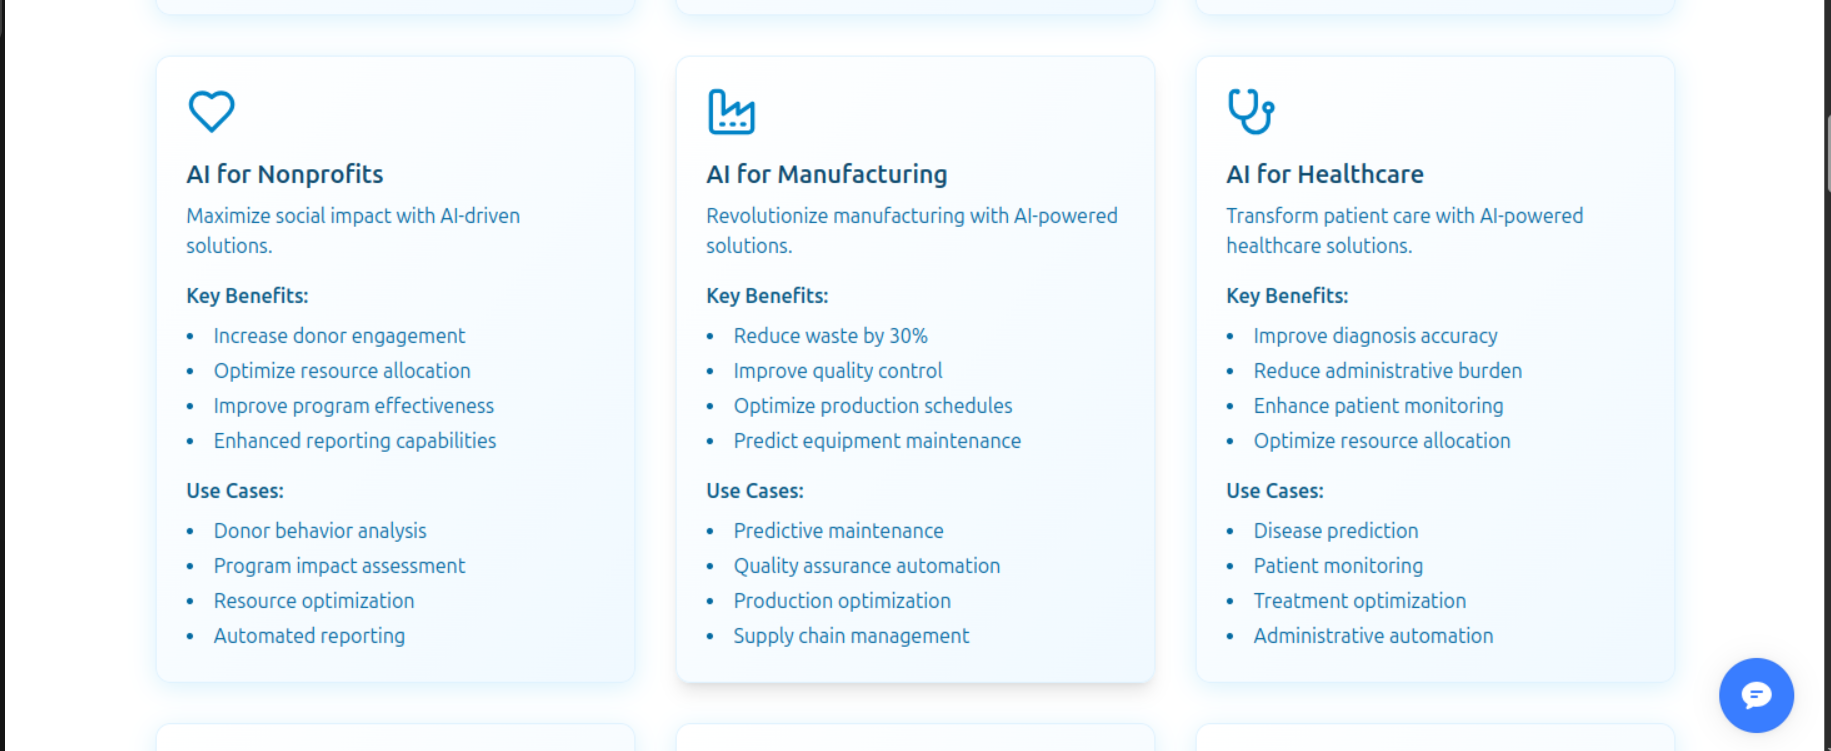 AI for Nonprofits
Maximize social impact with AI-driven
solutions.
Key Benefits:
• Increase donor engagement
• Optimize resource allocation
• Improve program effectiveness
• Enhanced reporting capabilities
Use Cases:
• Donor behavior analysis
• Program impact assessment
• Resource optimization
• Automated reporting
AI for Manufacturing
Revolutionize manufacturing with AI-powered
solutions.
Key Benefits:
• Reduce waste by 30%
• Improve quality control
• Optimize production schedules
• Predict equipment maintenance
Use Cases:
• Predictive maintenance
• Quality assurance automation
• Production optimization
• Supply chain management
AI for Healthcare
Transform patient care with AI-powered
healthcare solutions.
Key Benefits:
• Improve diagnosis accuracy
• Reduce administrative burden
• Enhance patient monitoring
• Optimize resource allocation
Use Cases:
• Disease prediction
• Patient monitoring
• Treatment optimization
• Administrative automation